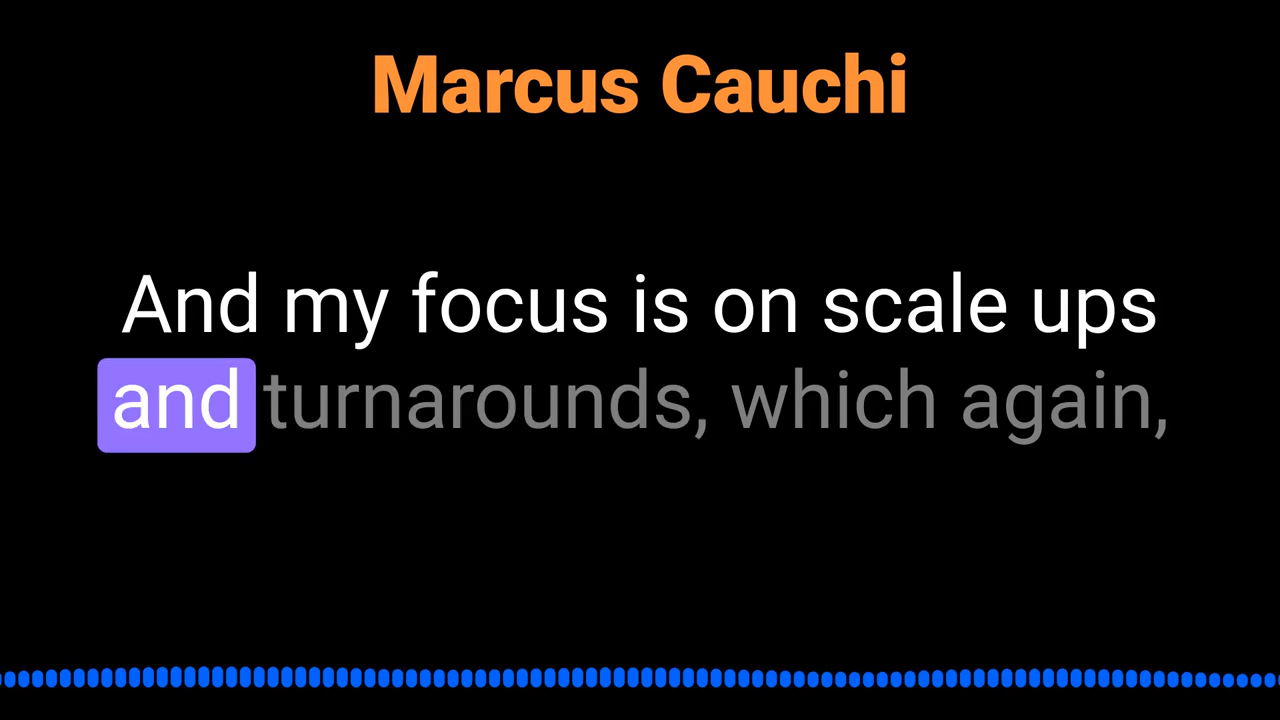 Marcus Cauchi
And my focus is on scale ups
and turnarounds, which again,